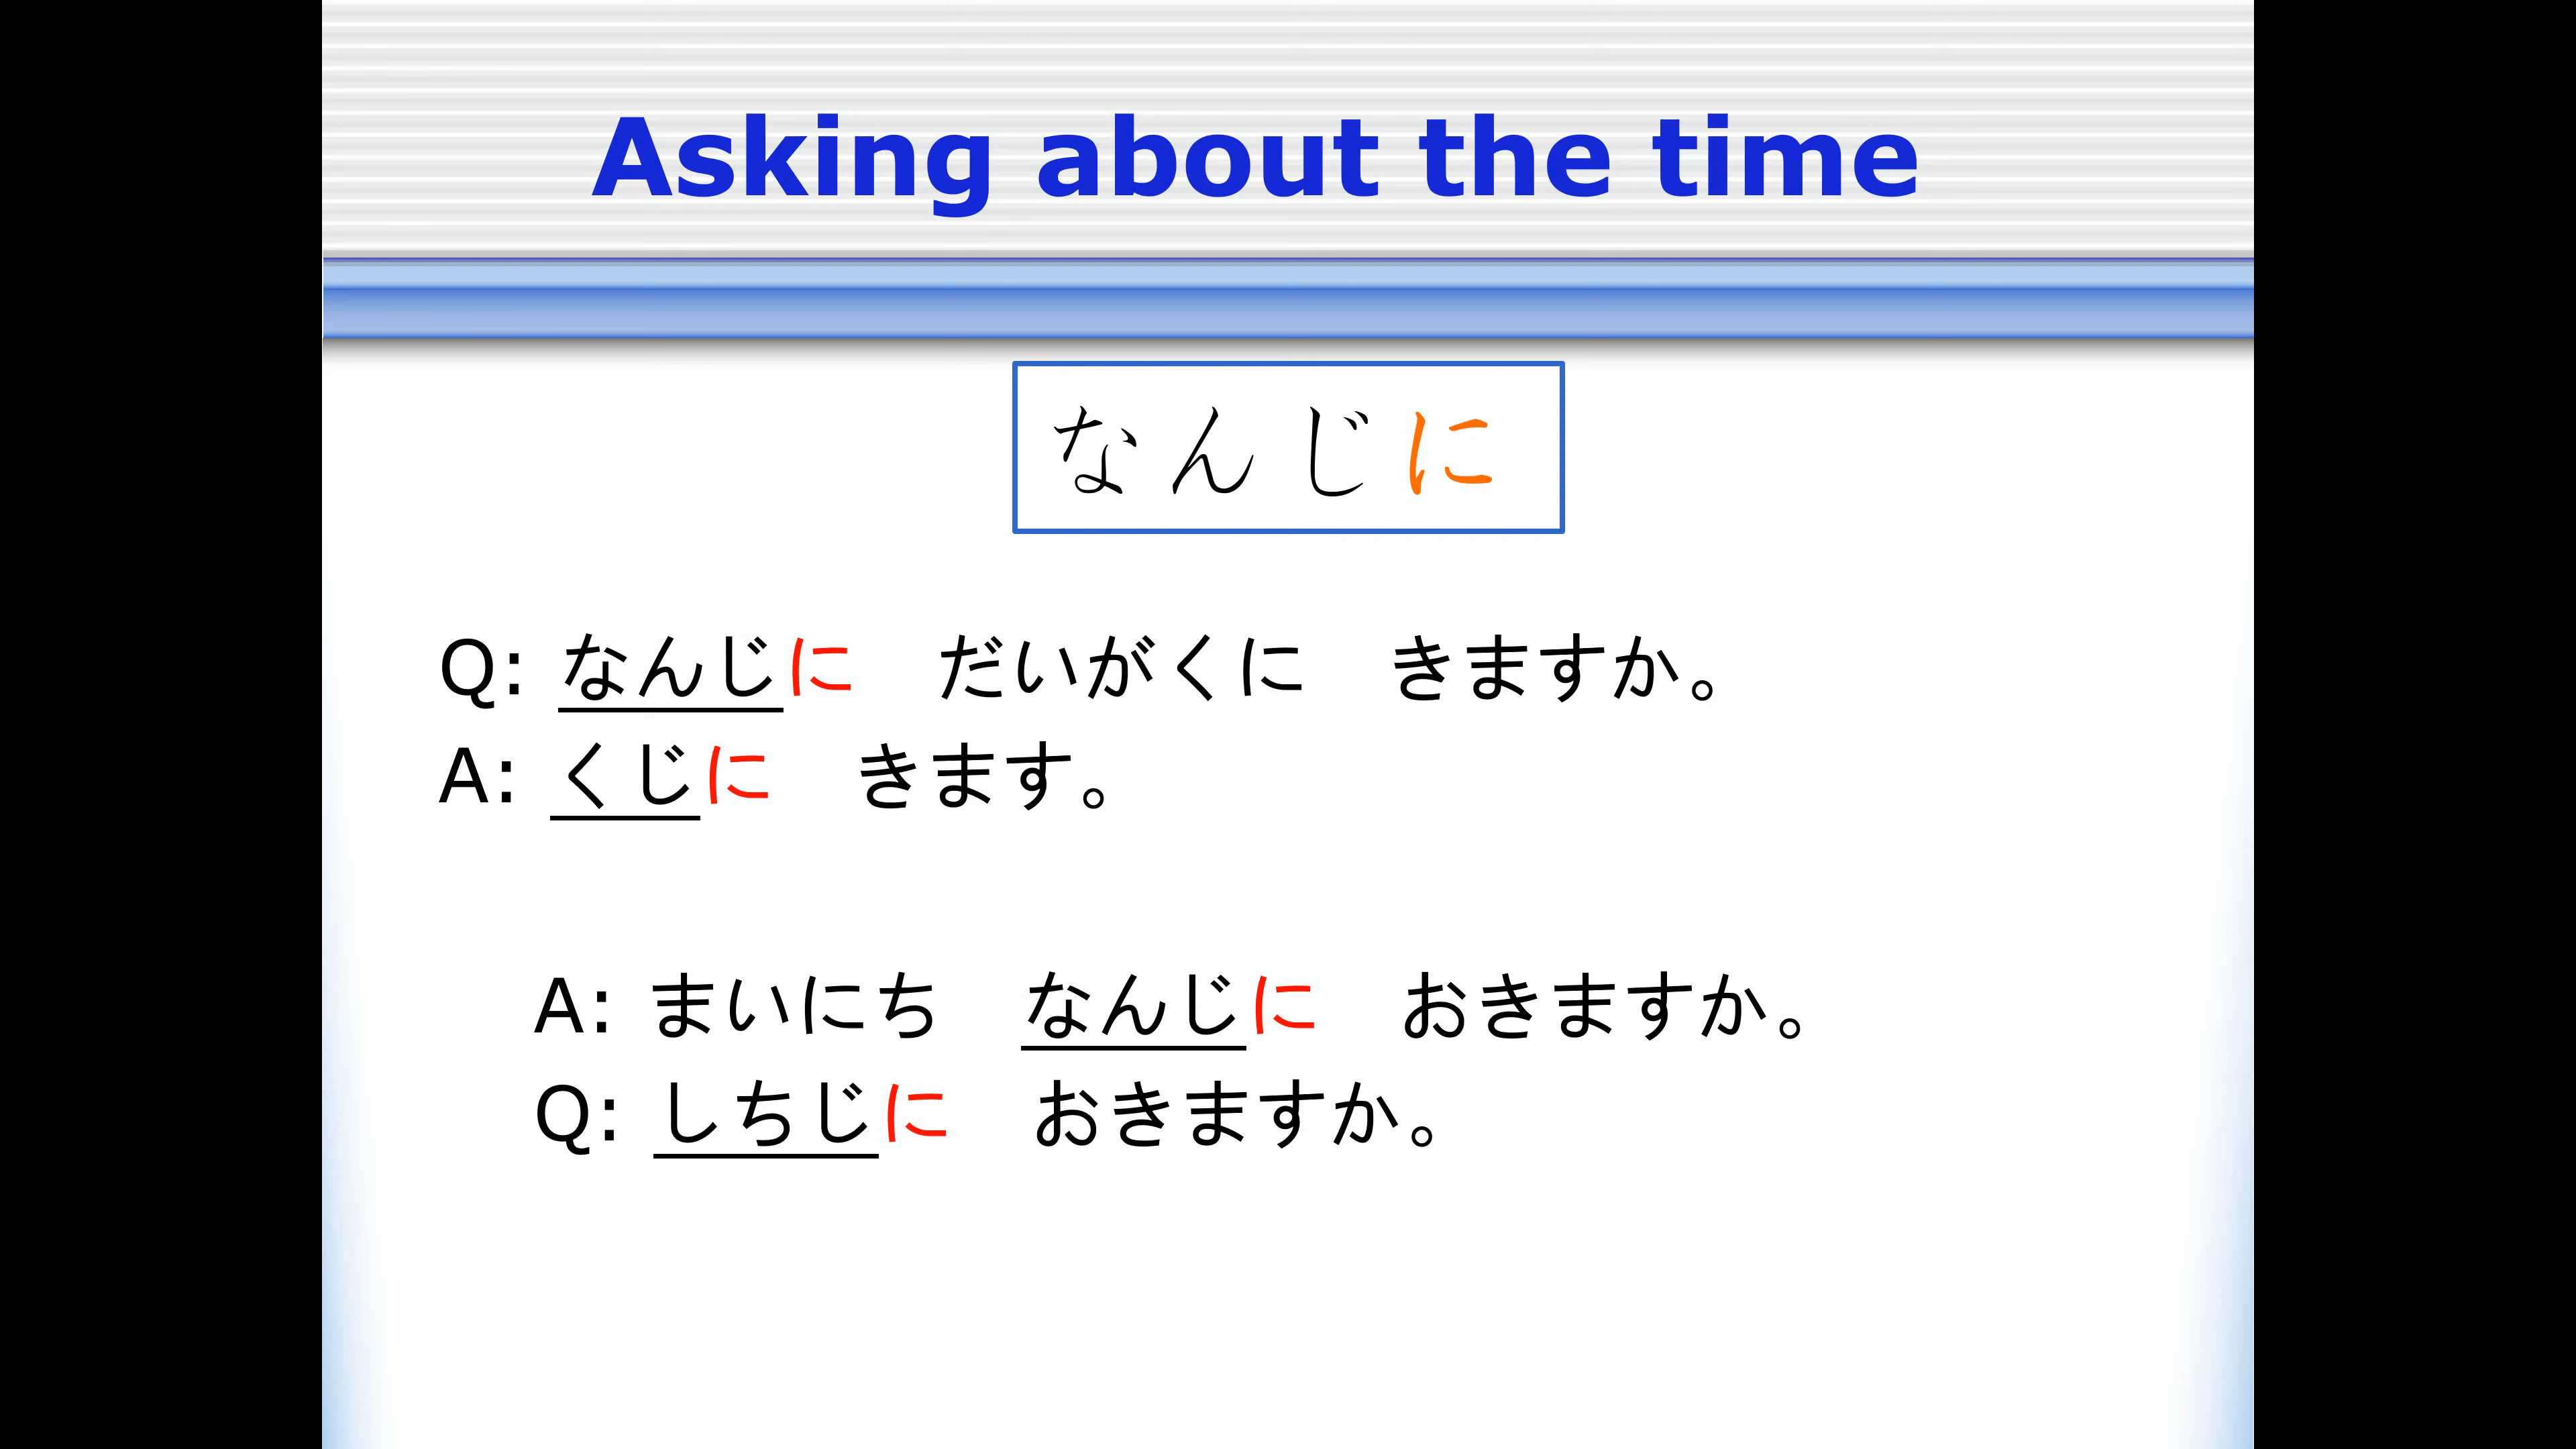 Asking about the time
なんじに
Q: なんじに　だいがくに　きますか。
A: くじに　きます。
A: まいにち　なんじに　おきますか。
Q: しちじに　おきますか。